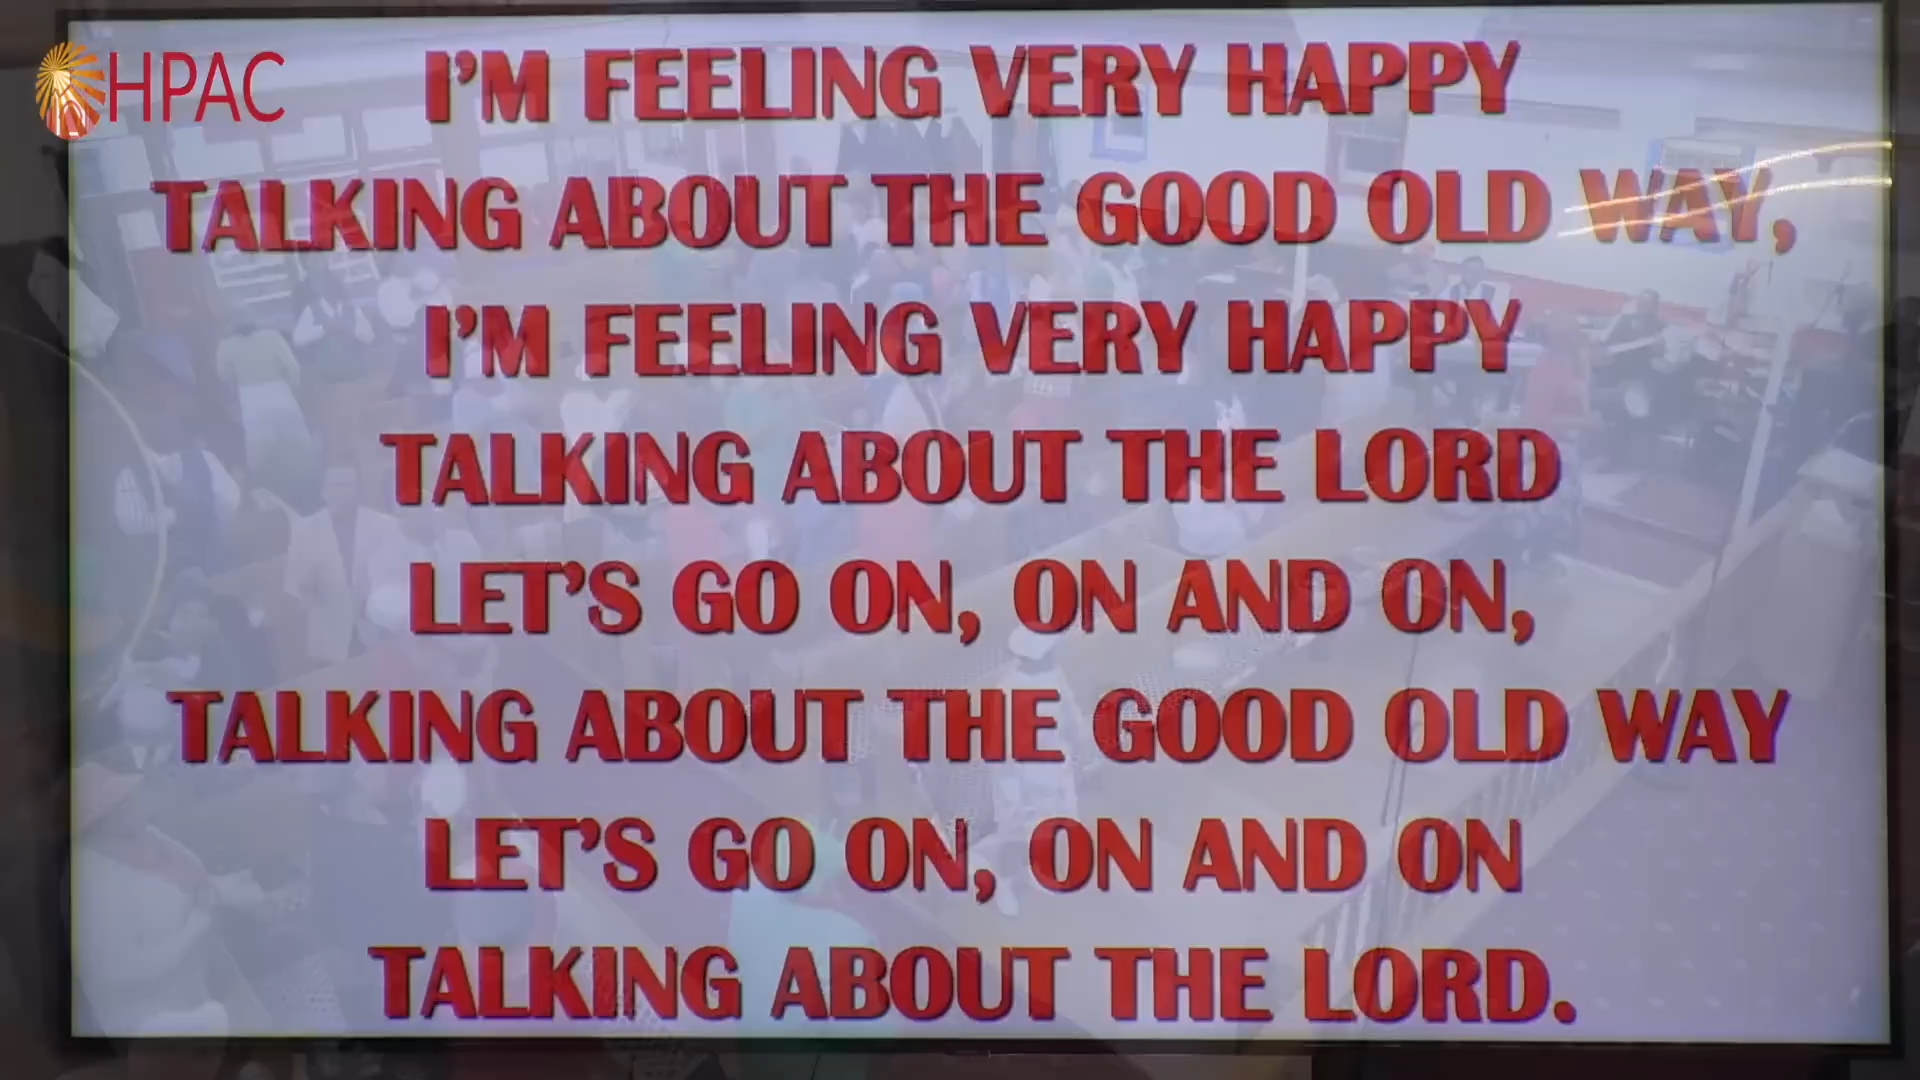 HPAC
I'M FEELING VERY HAPPY
TALKING ABOUT THE GOOD OLD WAY,
I'M FEELING VERY HAPPY
TALKING ABOUT THE LORD
LET'S GO ON, ON AND ON,
TALKING ABOUT THE GOOD OLD WAY
LET'S GO ON, ON AND ON
TALKING ABOUT THE LORD.